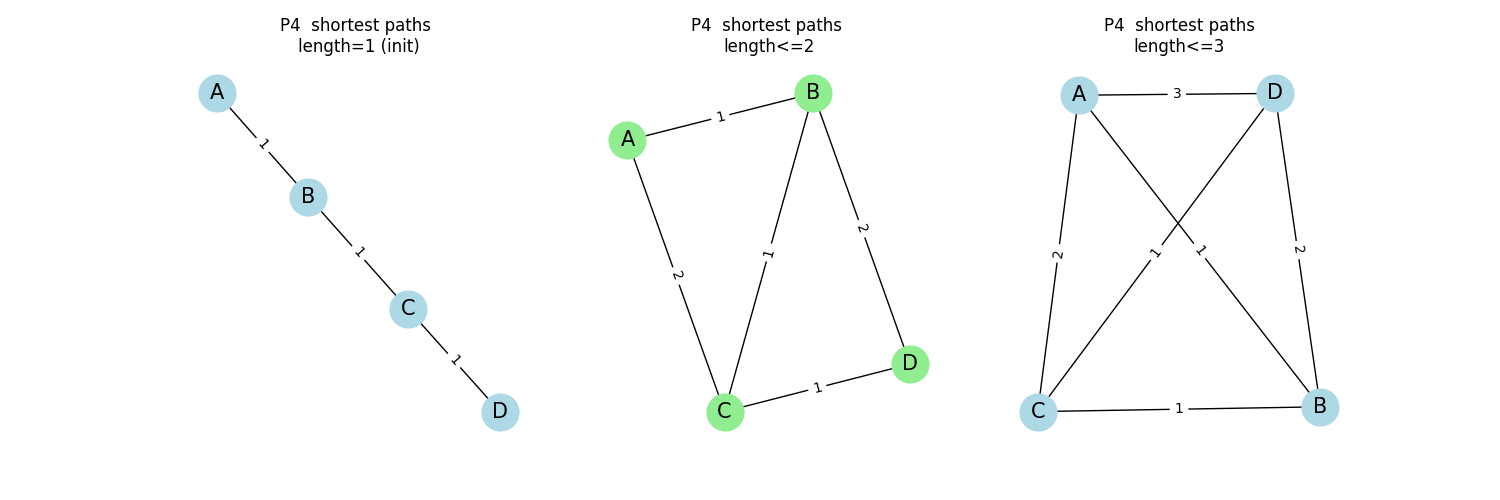 P4  shortest paths
length=1 (init)
A
1
B
1
C
1
D
P4  shortest paths
length<=2
B
1
A
2
1
2
D
1
C
P4  shortest paths
length<=3
A
3
D
2
1
1
2
C
1
B